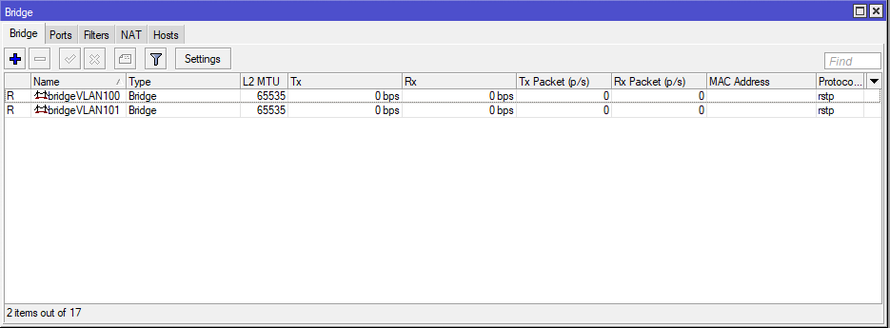 Bridge
Bridge Ports Filters NAT Hosts
Settings Find
Name / Type L2 MTU Tx Rx Tx Packet (p/s) Rx Packet (p/s) MAC Address Protoco...
R bridgeVLAN100 Bridge 65535 0 bps 0 bps 0 0 rstp
R bridgeVLAN101 Bridge 65535 0 bps 0 bps 0 0 rstp
2 items out of 17